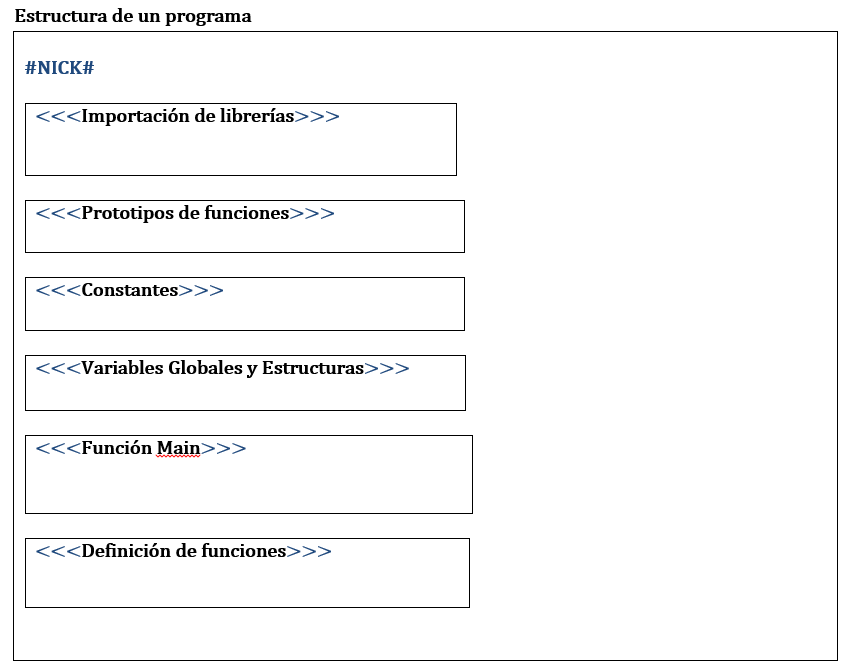 Estructura de un programa
#NICK#
<<<Importación de librerías>>>
<<<Prototipos de funciones>>>
<<<Constantes>>>
<<<Variables Globales y Estructuras>>>
<<<Función Main>>>
<<<Definición de funciones>>>